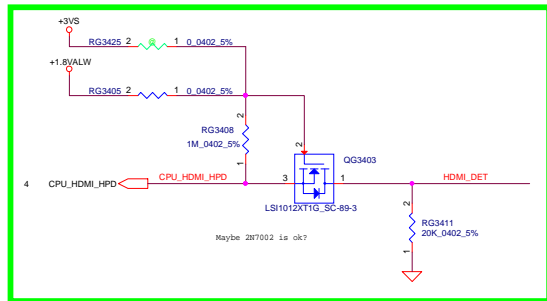 +3VS
RG3425 2 1 0_0402_5%
+1.8VALW
RG3405 2 1 0_0402_5%
2
RG3408
1M_0402_5%
1
2
QG3403
4 CPU_HDMI_HPD CPU_HDMI_HPD 3 1 HDMI_DET
LSI1012XT1G_SC-89-3
2
RG3411
20K_0402_5%
1
Maybe 2N7002 is ok?